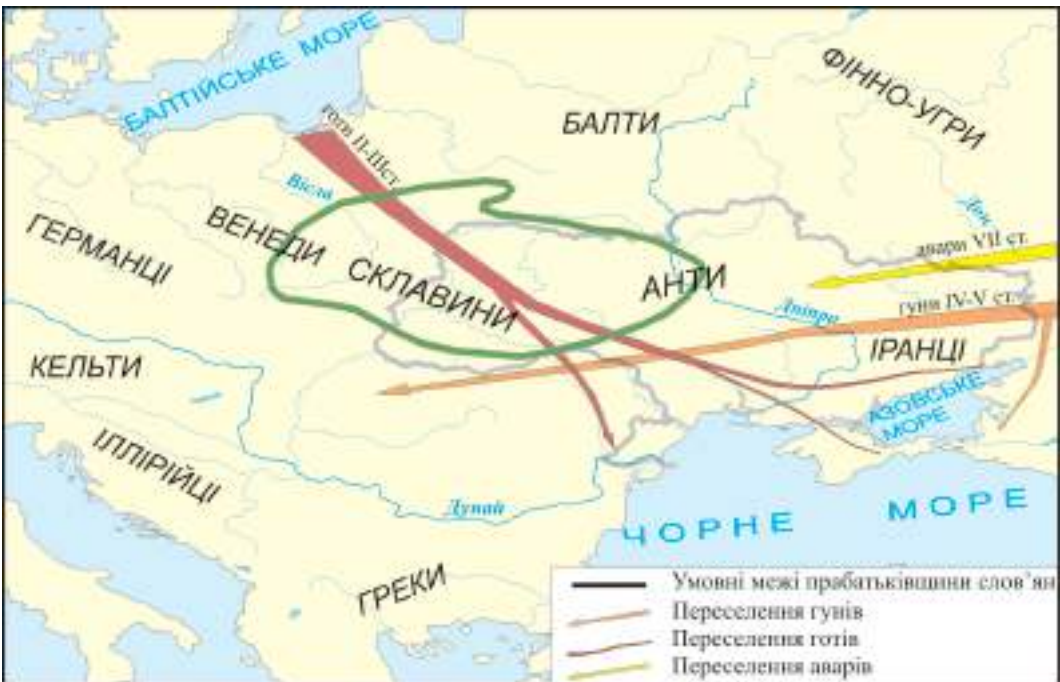 БАЛТІЙСЬКЕ МОРЕ
ФІННО-УГРИ
БАЛТИ
готи II-IIIст.
Вісла
Дон
ВЕНЕДИ
ГЕРМАНЦІ
СКЛАВИНИ
АНТИ
авари VII ст.
гуни IV-V ст.
Дніпро
ІРАНЦІ
КЕЛЬТИ
АЗОВСЬКЕ
МОРЕ
ІЛЛІРІЙЦІ
Дунай
ЧОРНЕ МОРЕ
ГРЕКИ
Умовні межі прабатьківщини слов'ян
Переселення гунів
Переселення готів
Переселення аварів